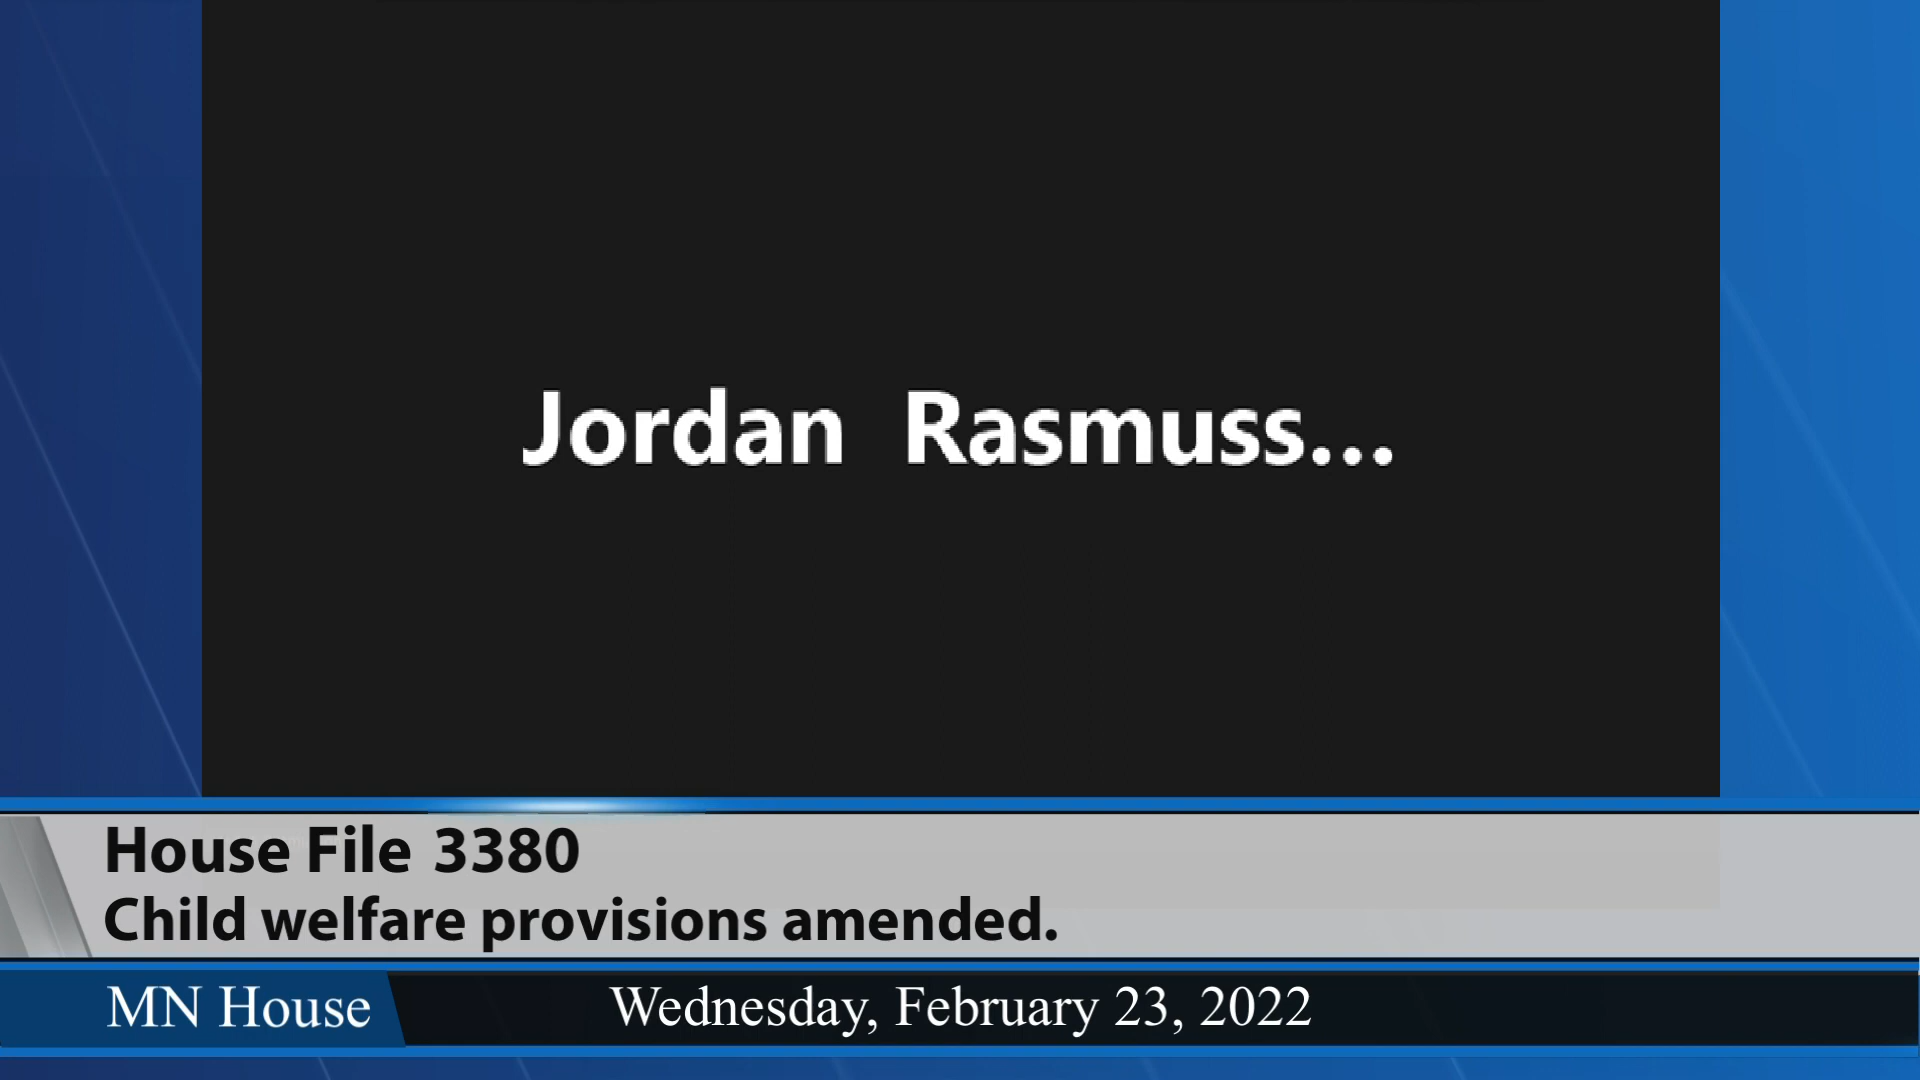 Jordan Rasmuss...
House File 3380
Child welfare provisions amended.
MN House
Wednesday, February 23, 2022